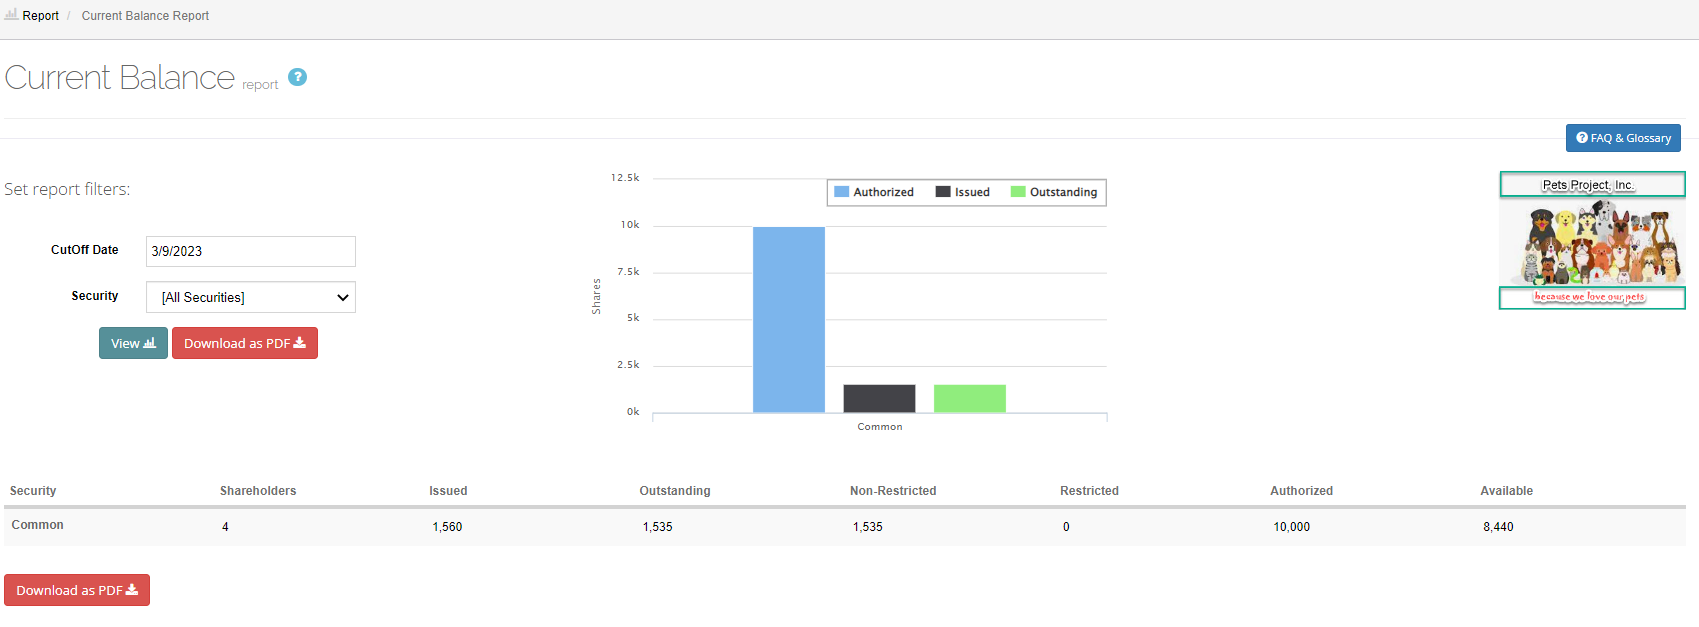 Report / Current Balance Report
Current Balance report ?
? FAQ & Glossary
Set report filters:
CutOff Date 3/9/2023
Security [All Securities]
View Download as PDF
12.5k
10k
7.5k
5k
2.5k
0k
Shares
Authorized Issued Outstanding
Common
Pets Project, Inc.
because we love our pets
Security Shareholders Issued Outstanding Non-Restricted Restricted Authorized Available
Common 4 1,560 1,535 1,535 0 10,000 8,440
Download as PDF